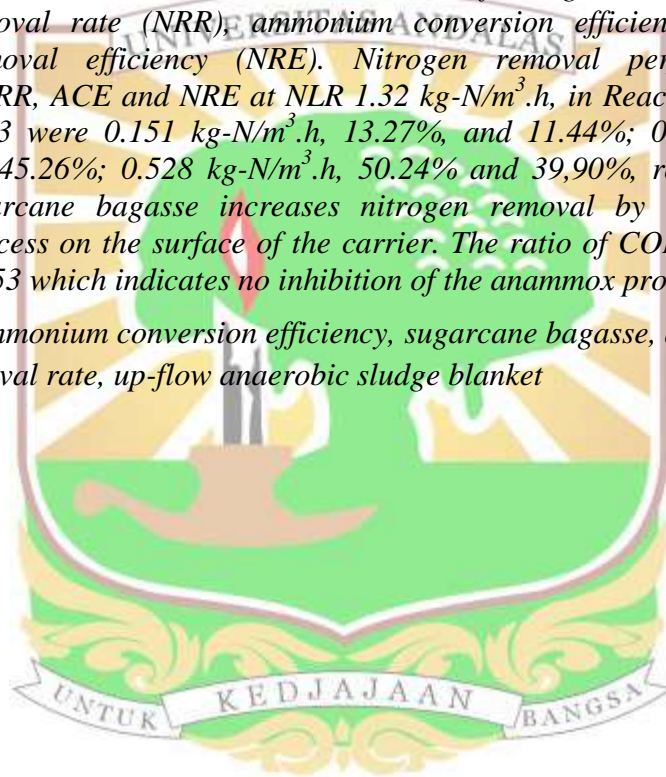 oval rate (NRR), ammonium conversion efficien
noval efficiency (NRE). Nitrogen removal per
RR, ACE and NRE at NLR 1.32 kg-N/m³.h, in Reac
3 were 0.151 kg-N/m³.h, 13.27%, and 11.44%; 0.
45.26%; 0.528 kg-N/m³.h, 50.24% and 39,90%, r
arcane bagasse increases nitrogen removal by
cess on the surface of the carrier. The ratio of CO
53 which indicates no inhibition of the anammox pro
nmonium conversion efficiency, sugarcane bagasse,
val rate, up-flow anaerobic sludge blanket
UNIVERSITAS ANDALAS
UNTUK KEDJAJAAN BANGSA